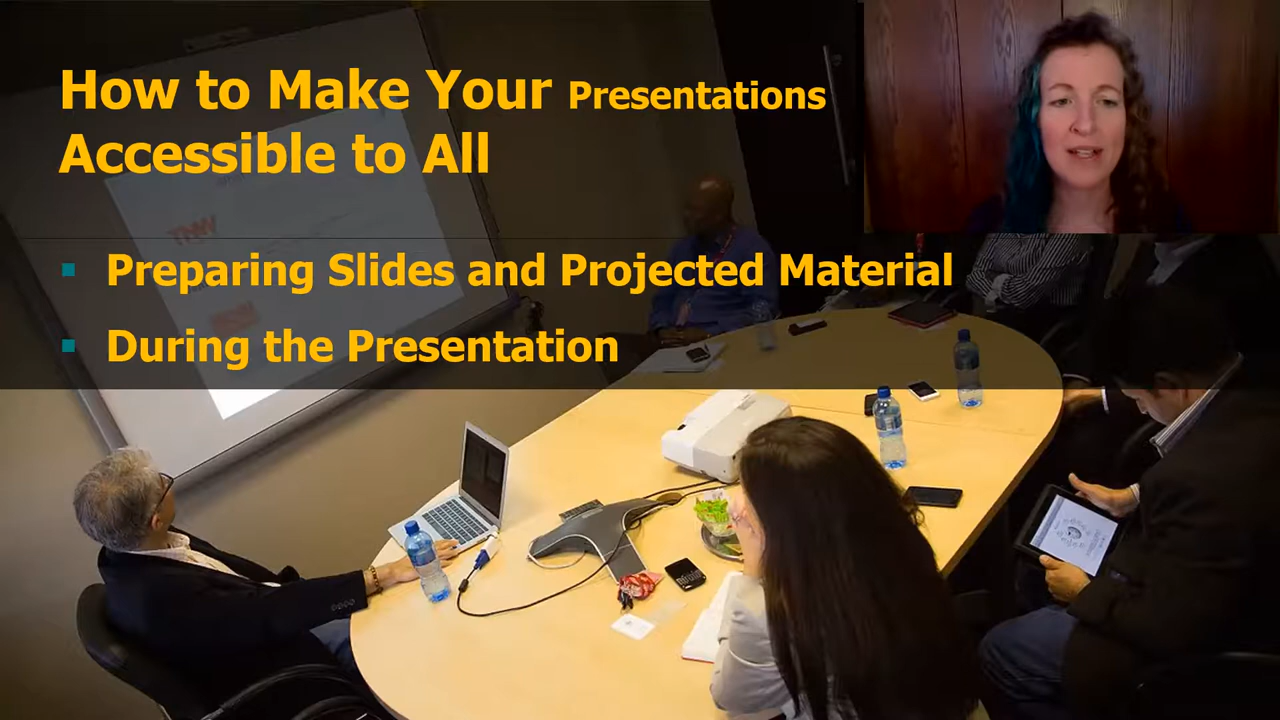 How to Make Your Presentations
Accessible to All
Preparing Slides and Projected Material
During the Presentation